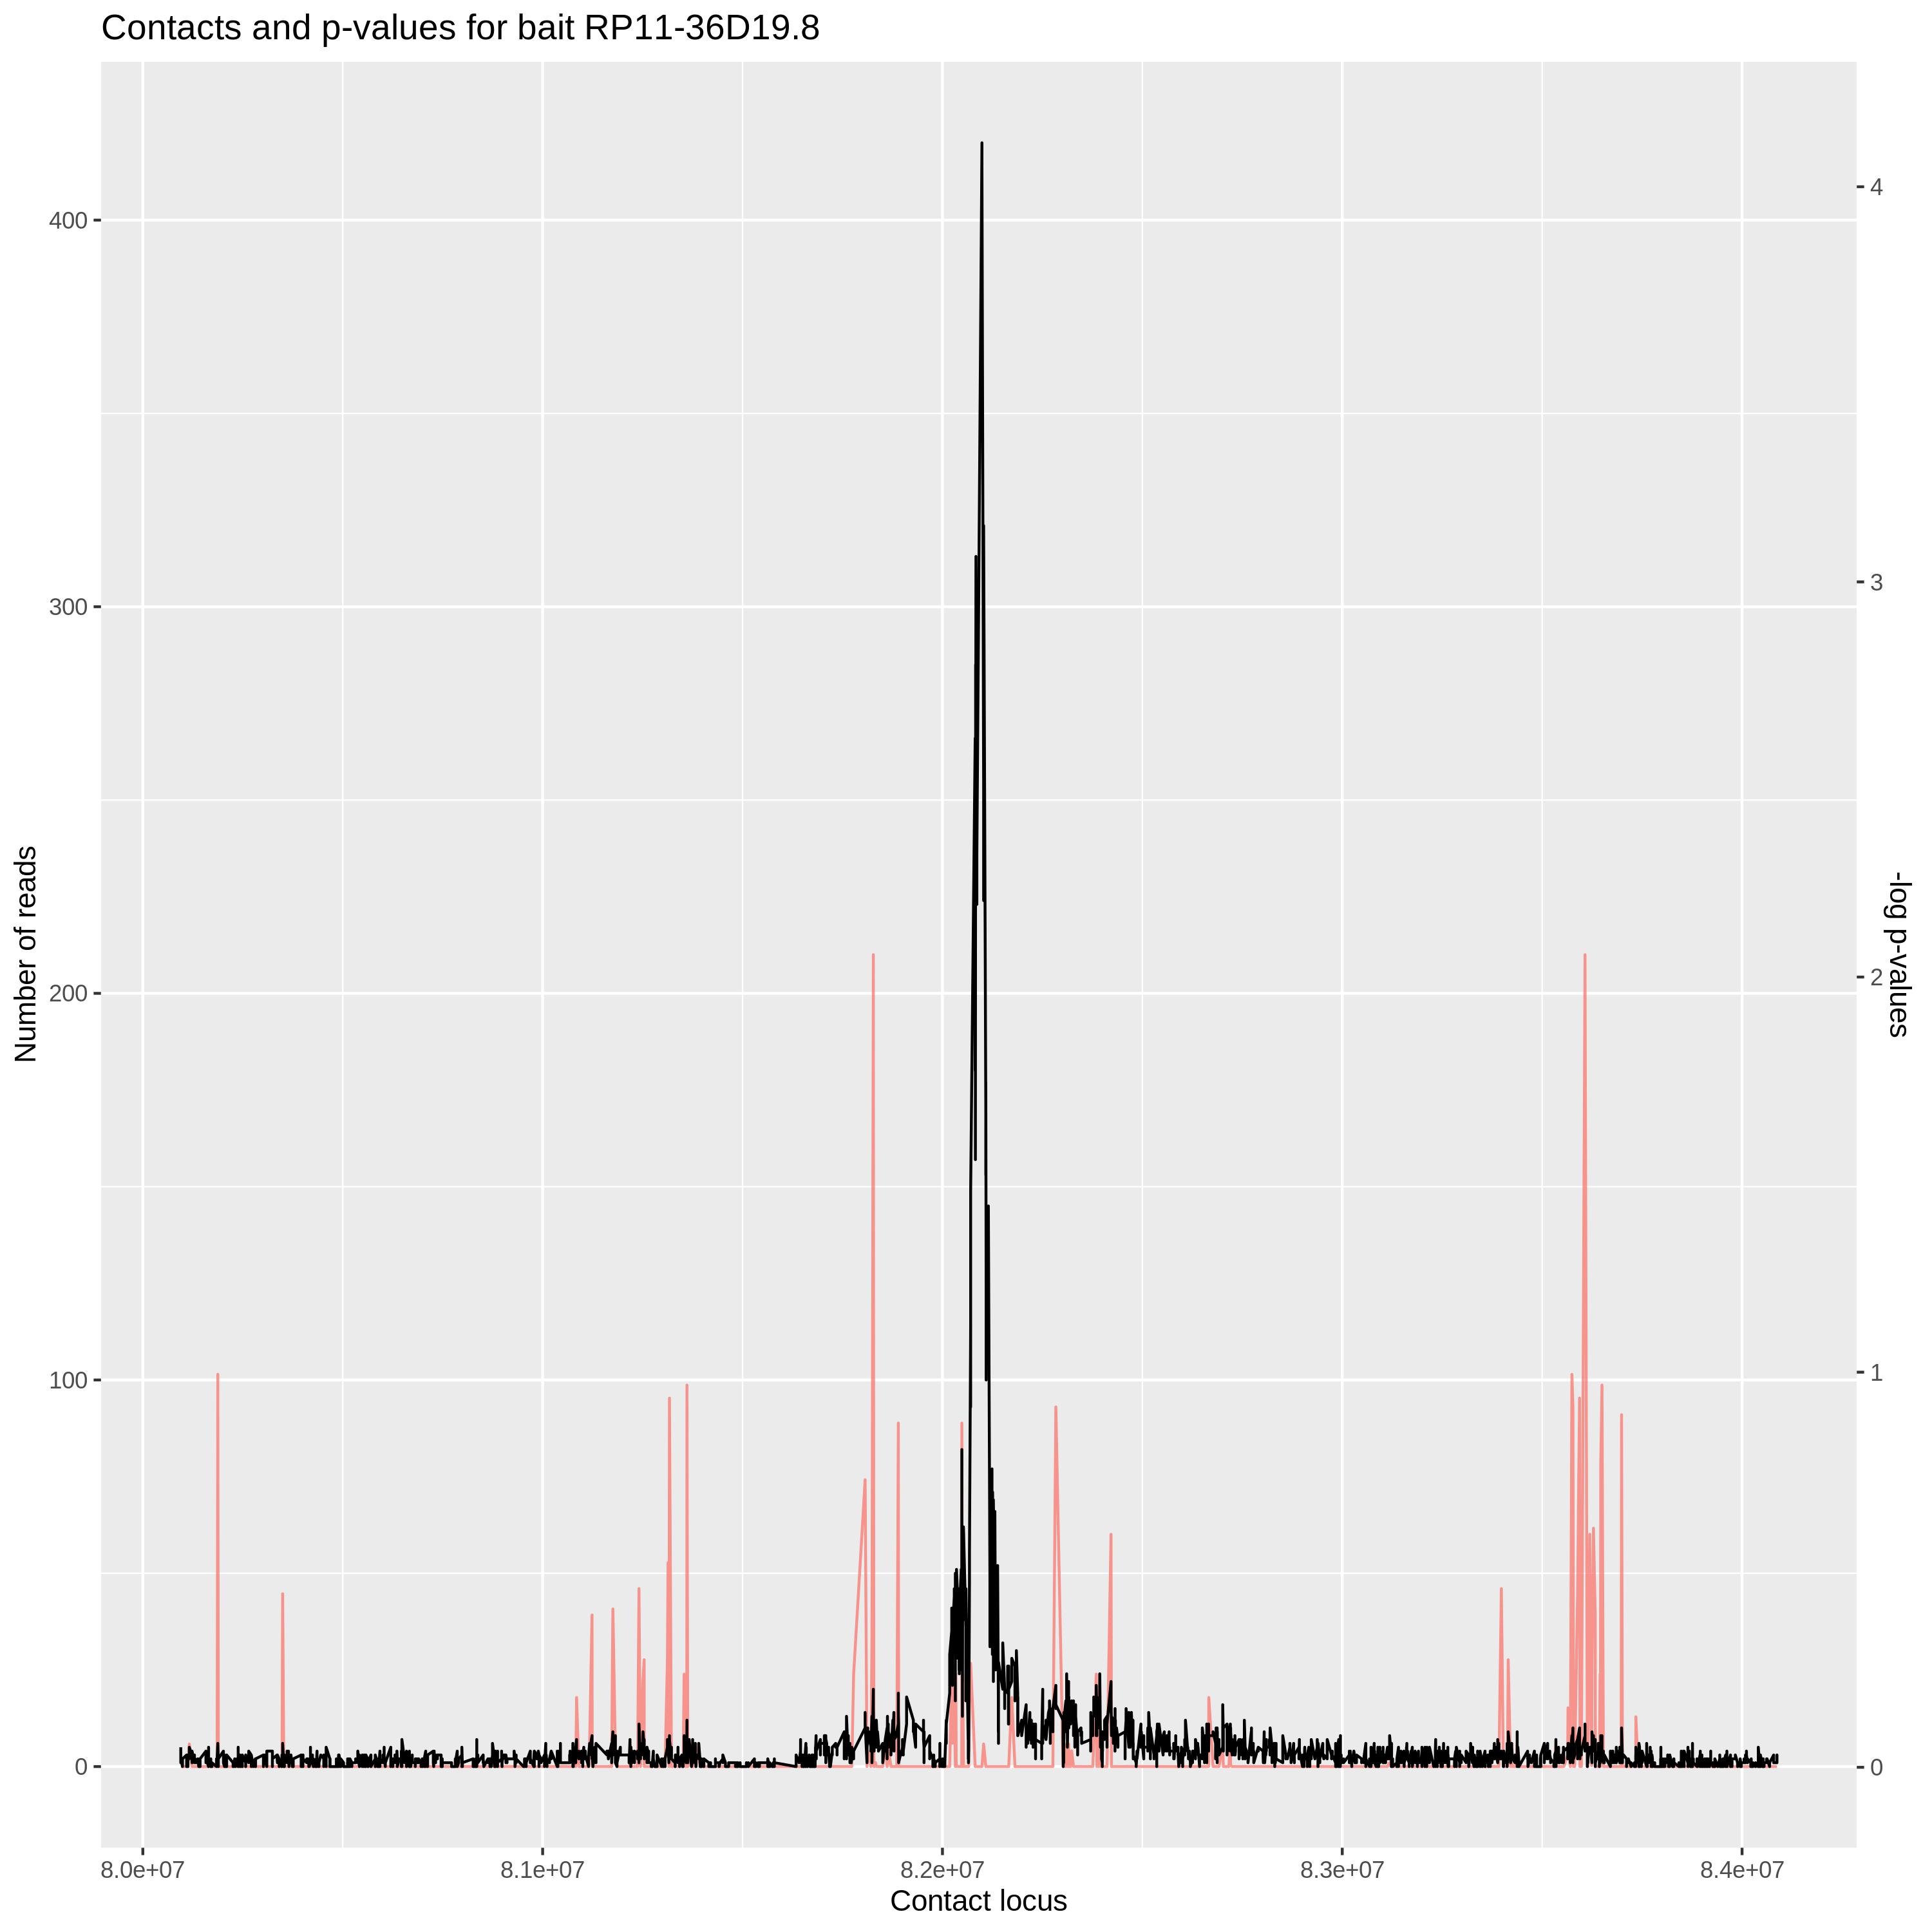 Contacts and p-values for bait RP11-36D19.8
400
300
200
100
0
Number of reads
4
3
2
1
0
-log p-values
8.0e+07 8.1e+07 8.2e+07 8.3e+07 8.4e+07
Contact locus